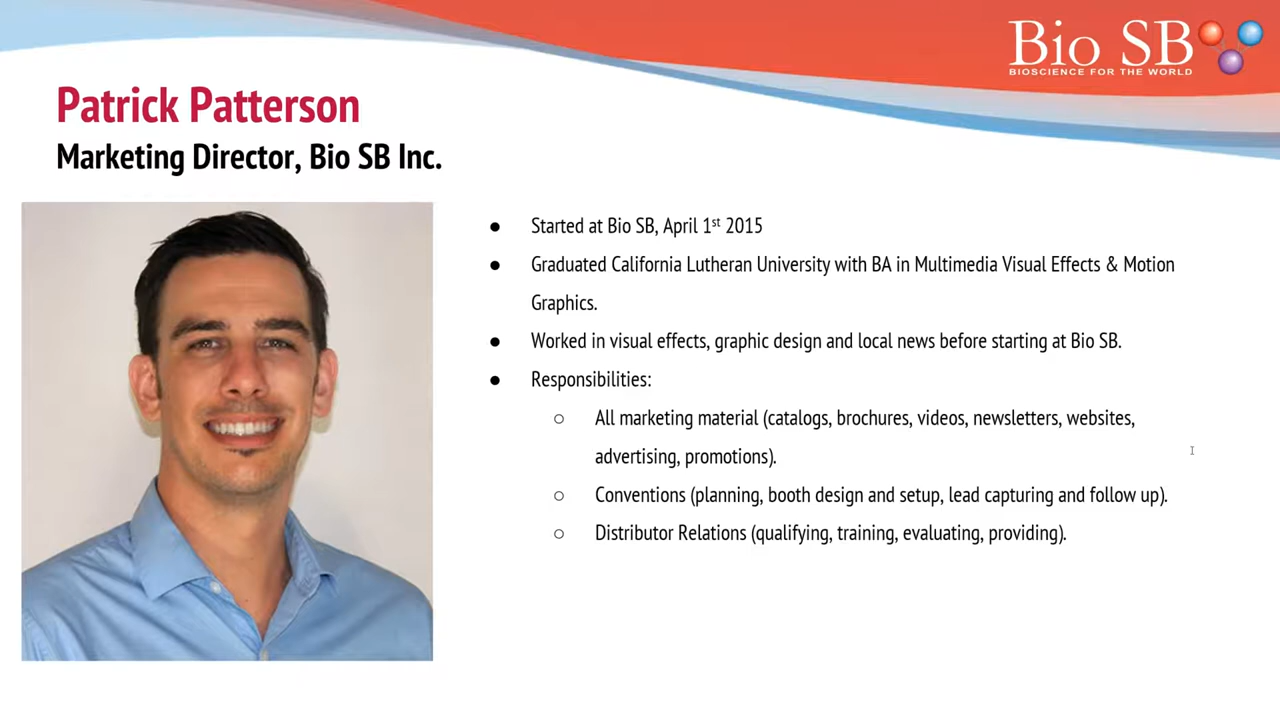 Bio SB
BIOSCIENCE FOR THE WORLD
Patrick Patterson
Marketing Director, Bio SB Inc.
● Started at Bio SB, April 1st 2015
● Graduated California Lutheran University with BA in Multimedia Visual Effects & Motion
Graphics.
● Worked in visual effects, graphic design and local news before starting at Bio SB.
● Responsibilities:
○ All marketing material (catalogs, brochures, videos, newsletters, websites,
advertising, promotions).
○ Conventions (planning, booth design and setup, lead capturing and follow up).
○ Distributor Relations (qualifying, training, evaluating, providing).